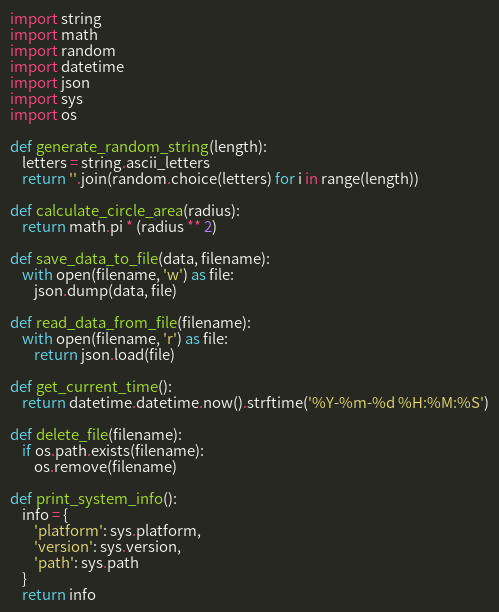 import string
import math
import random
import datetime
import json
import sys
import os

def generate_random_string(length):
    letters = string.ascii_letters
    return ''.join(random.choice(letters) for i in range(length))

def calculate_circle_area(radius):
    return math.pi * (radius ** 2)

def save_data_to_file(data, filename):
    with open(filename, 'w') as file:
        json.dump(data, file)

def read_data_from_file(filename):
    with open(filename, 'r') as file:
        return json.load(file)

def get_current_time():
    return datetime.datetime.now().strftime('%Y-%m-%d %H:%M:%S')

def delete_file(filename):
    if os.path.exists(filename):
        os.remove(filename)

def print_system_info():
    info = {
        'platform': sys.platform,
        'version': sys.version,
        'path': sys.path
    }
    return info